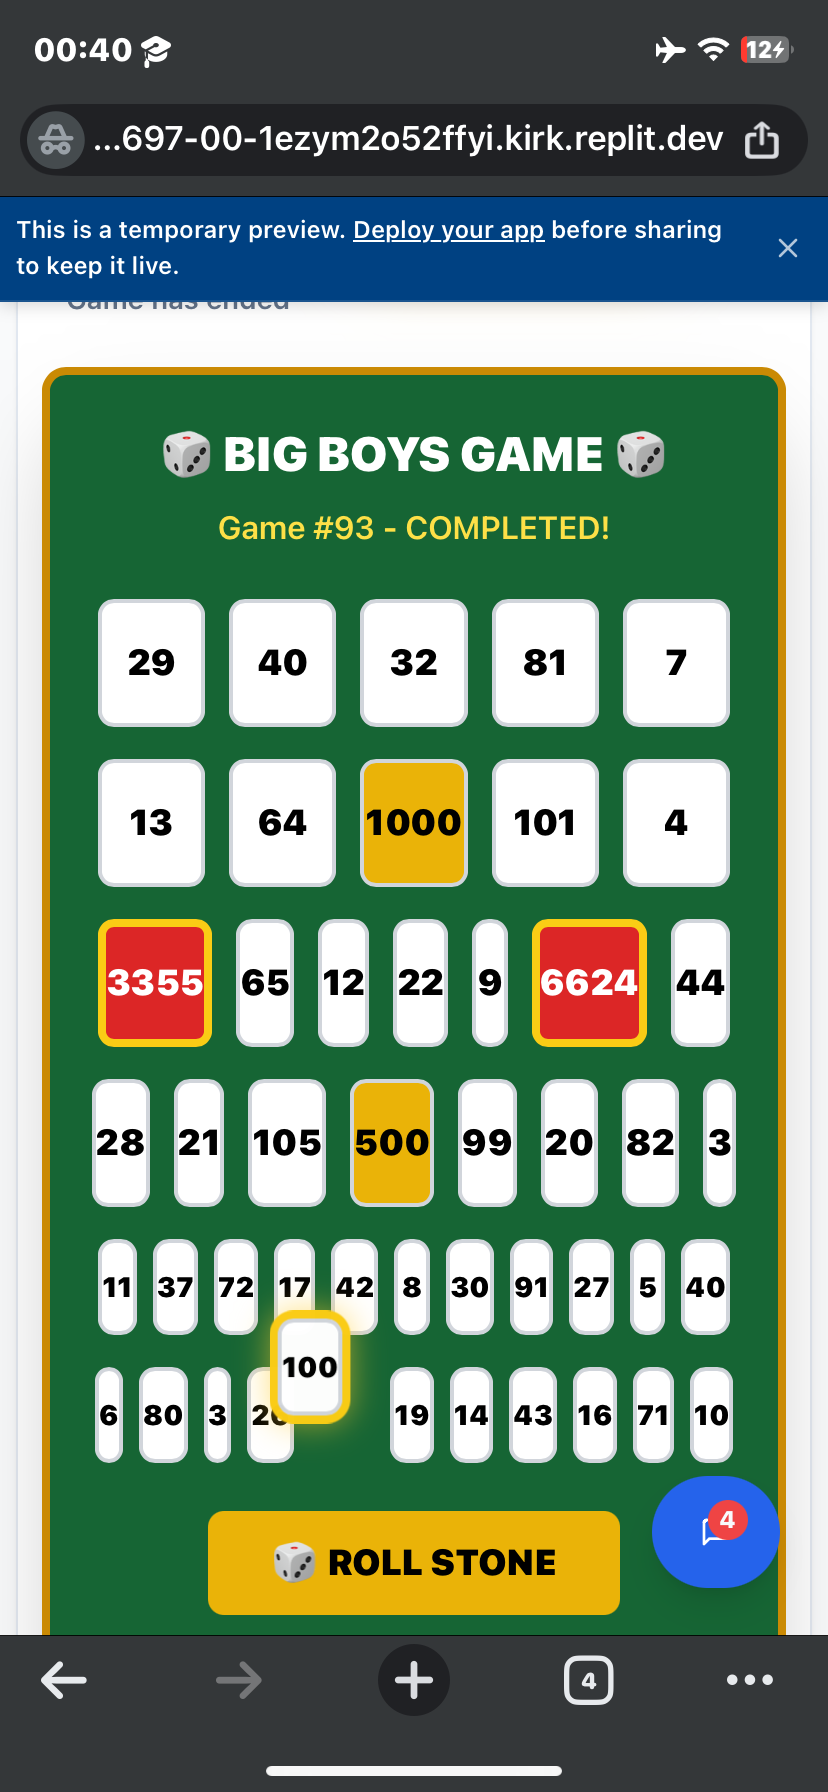 00:40
12
...697-00-1ezym2o52ffyi.kirk.replit.dev
This is a temporary preview. Deploy your app before sharing
to keep it live.
Game has ended
BIG BOYS GAME
Game #93 - COMPLETED!
29 40 32 81 7
13 64 1000 101 4
3355 65 12 22 9 6624 44
28 21 105 500 99 20 82 3
11 37 72 17 42 8 30 91 27 5 40
100
6 80 3 19 14 43 16 71 10
ROLL STONE
4
4